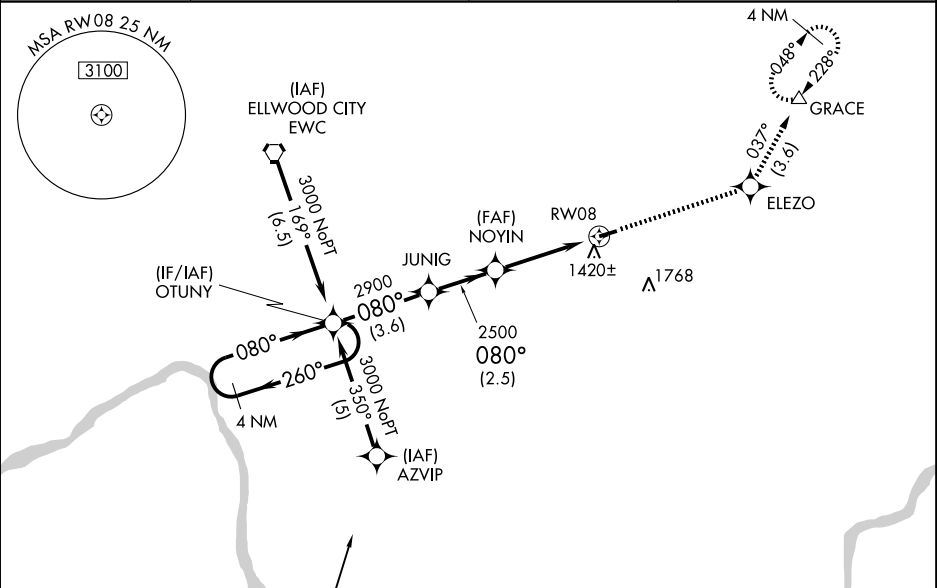 MSA RW08 25 NM
3100
4 NM
048°
228°
GRACE
037°
(3.6)
ELEZO
(IAF)
ELLWOOD CITY
EWC
3000 NoPT
169°
(6.5)
(IF/IAF)
OTUNY
2900
080°
(3.6)
JUNIG
(FAF)
NOYIN
RW08
1420±
1768
2500
080°
(2.5)
080°
260°
4 NM
3000 NoPT
350°
(5)
(IAF)
AZVIP